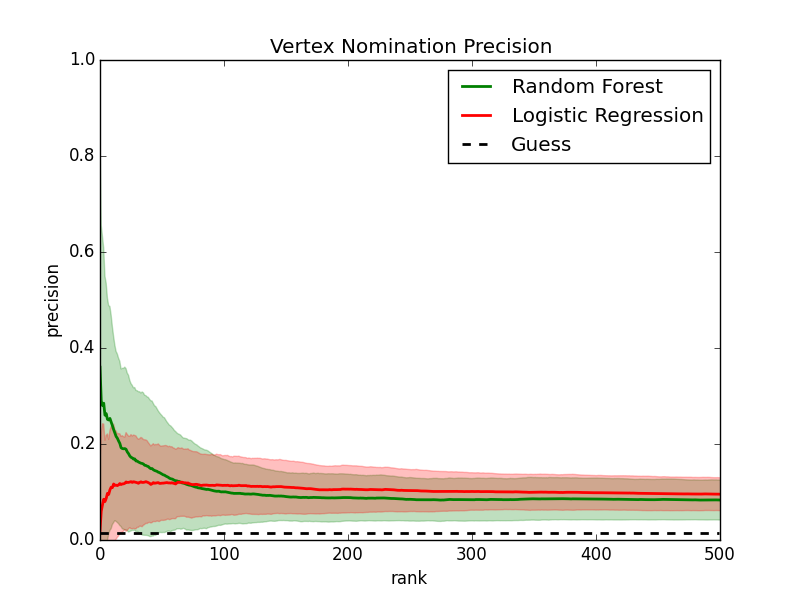 Vertex Nomination Precision
1.0
0.8
0.6
0.4
0.2
0.0
precision
Random Forest
Logistic Regression
Guess
0 100 200 300 400 500
rank